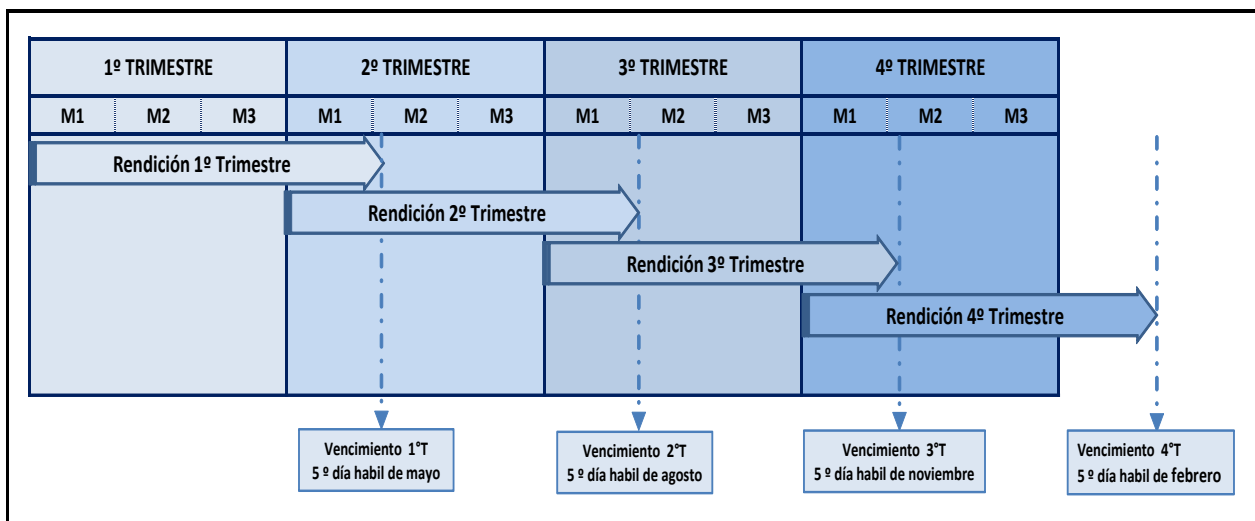 1º TRIMESTRE 2º TRIMESTRE 3º TRIMESTRE 4º TRIMESTRE
M1 M2 M3 M1 M2 M3 M1 M2 M3 M1 M2 M3
Rendición 1º Trimestre
Rendición 2º Trimestre
Rendición 3º Trimestre
Rendición 4º Trimestre
Vencimiento 1°T
5 º día habil de mayo
Vencimiento 2°T
5 º día habil de agosto
Vencimiento 3°T
5 º día habil de noviembre
Vencimiento 4°T
5 º día habil de febrero